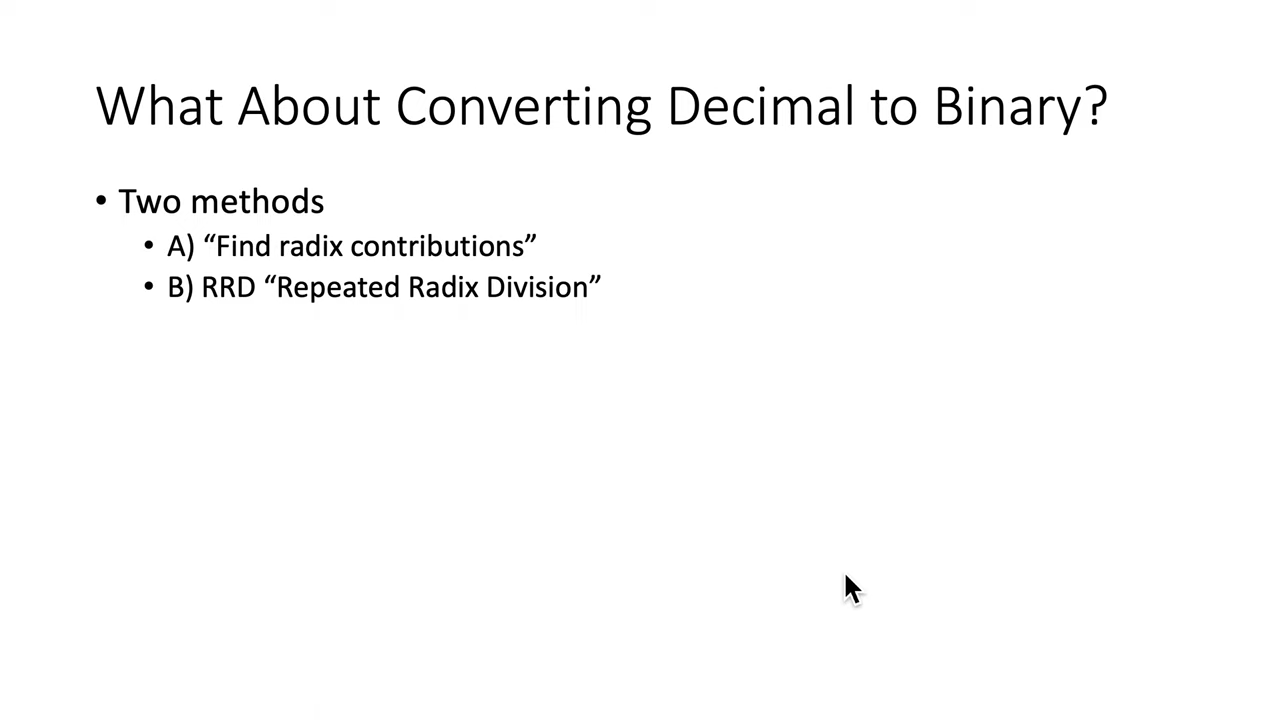 What About Converting Decimal to Binary?
• Two methods
• A) “Find radix contributions”
• B) RRD “Repeated Radix Division”